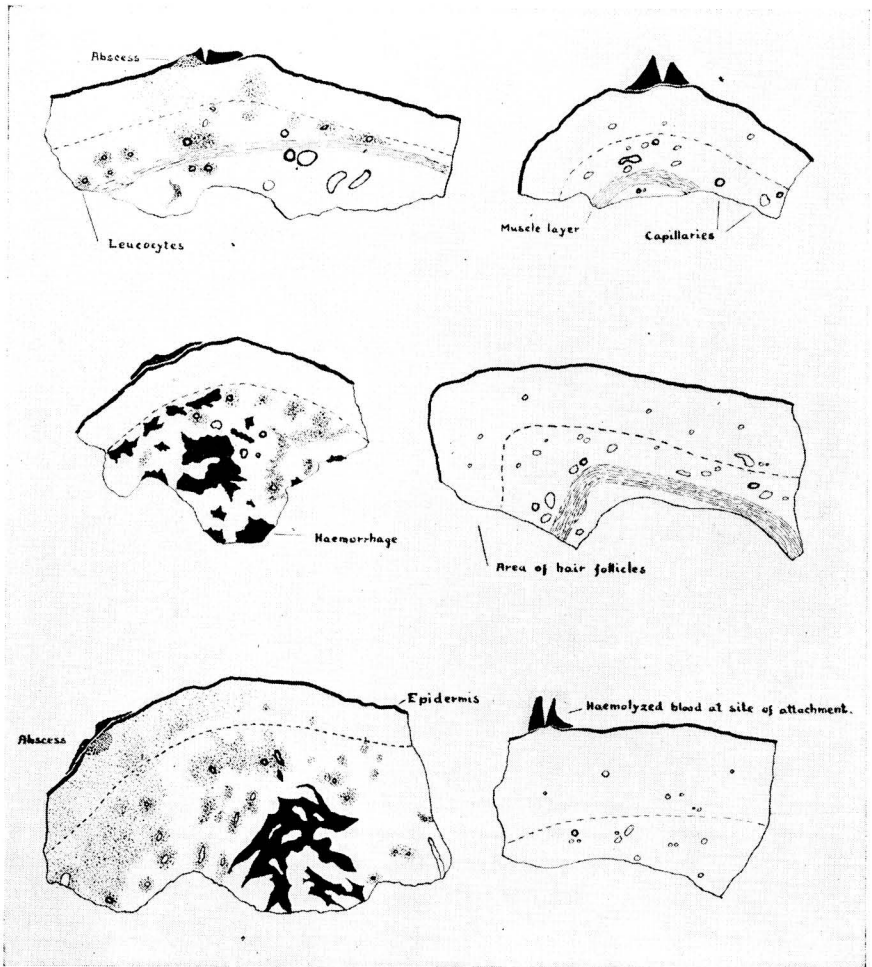 Abscess
Leucocytes
Muscle layer
Capillaries
Haemorrhage
Area of hair follicles
Epidermis
Abscess
Haemolyzed blood at site of attachment.